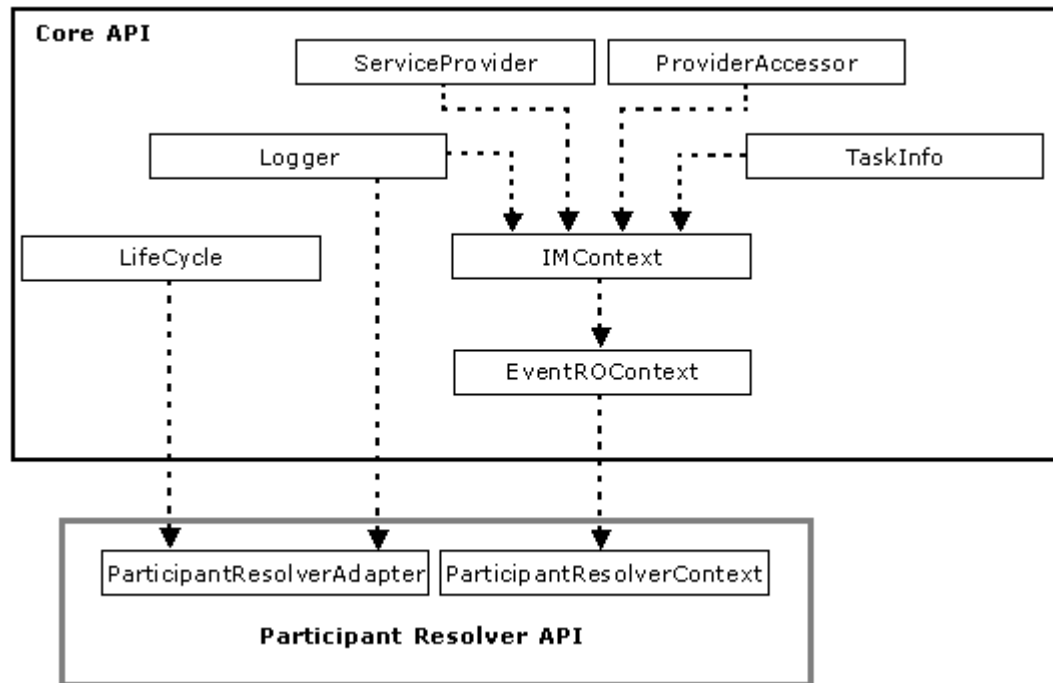 Core API
ServiceProvider
ProviderAccessor
Logger
TaskInfo
LifeCycle
IMContext
EventROContext
ParticipantResolverAdapter
ParticipantResolverContext
Participant Resolver API